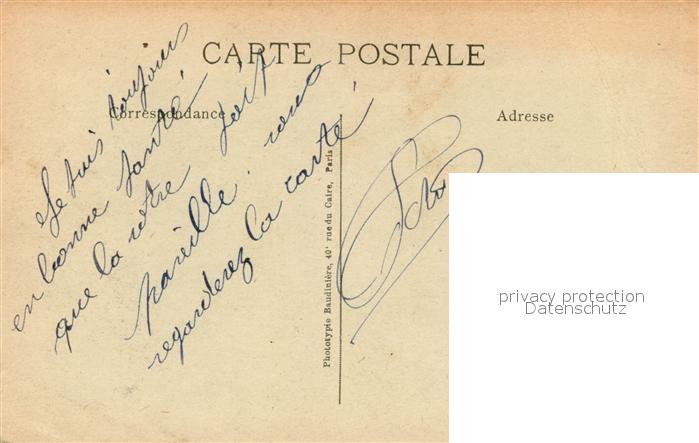 CARTE POSTALE
Correspondance
Adresse
Je suis toujours
en bonne santé
que la votre soit
pareille. vous
regarderez la carte
Phototypie Baudinière, 40 rue du Caire, Paris
privacy protection
Datenschutz